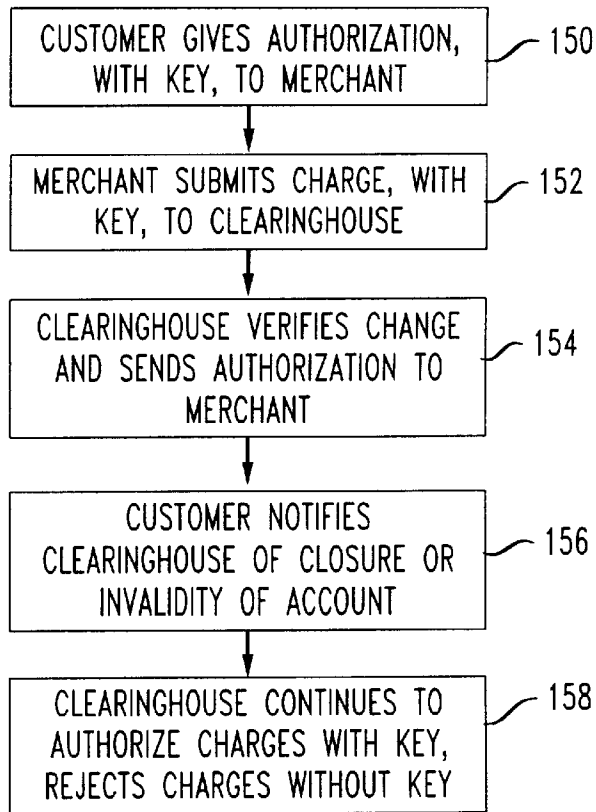 CUSTOMER GIVES AUTHORIZATION,
WITH KEY, TO MERCHANT
150
MERCHANT SUBMITS CHARGE, WITH
KEY, TO CLEARINGHOUSE
152
CLEARINGHOUSE VERIFIES CHANGE
AND SENDS AUTHORIZATION TO
MERCHANT
154
CUSTOMER NOTIFIES
CLEARINGHOUSE OF CLOSURE OR
INVALIDITY OF ACCOUNT
156
CLEARINGHOUSE CONTINUES TO
AUTHORIZE CHARGES WITH KEY,
REJECTS CHARGES WITHOUT KEY
158